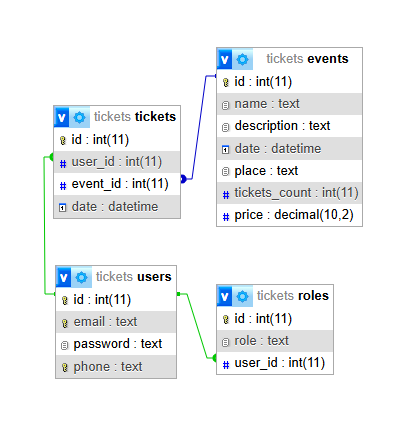 tickets events
id : int(11)
name : text
description : text
date : datetime
place : text
tickets_count : int(11)
price : decimal(10,2)
tickets tickets
id : int(11)
user_id : int(11)
event_id : int(11)
date : datetime
tickets users
id : int(11)
email : text
password : text
phone : text
tickets roles
id : int(11)
role : text
user_id : int(11)